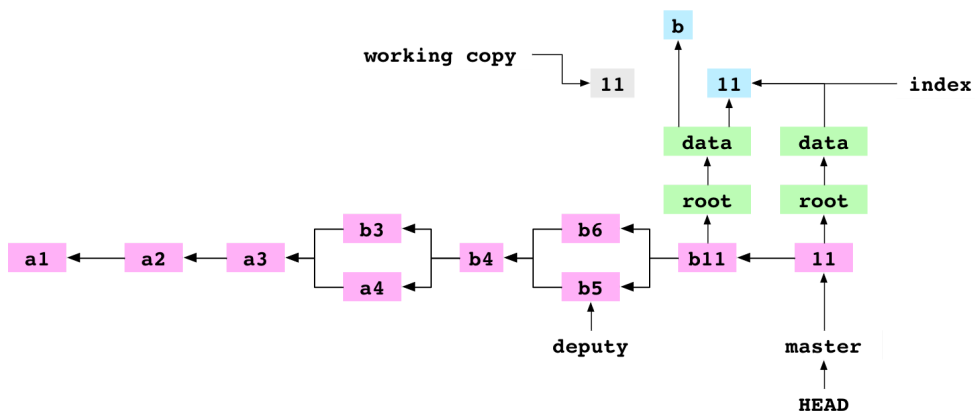 b
working copy
11
11
index
data
data
root
root
b3
b6
a1
a2
a3
b4
b11
11
a4
b5
deputy
master
HEAD